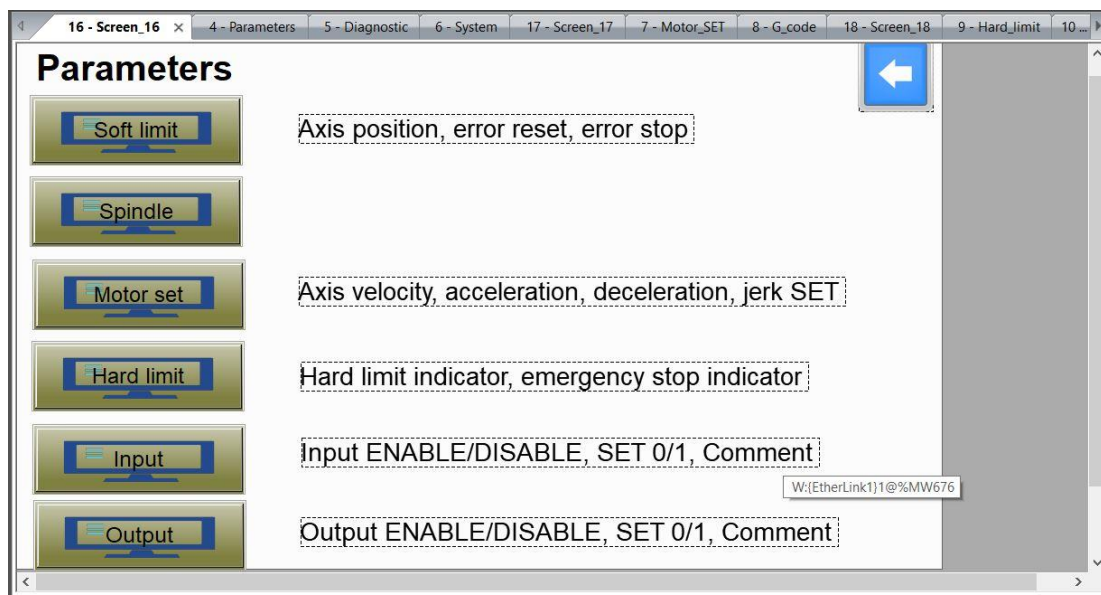 16 - Screen_16 × 4 - Parameters 5 - Diagnostic 6 - System 17 - Screen_17 7 - Motor_SET 8 - G_code 18 - Screen_18 9 - Hard_limit 10 ...
Parameters
Soft limit Axis position, error reset, error stop
Spindle
Motor set Axis velocity, acceleration, deceleration, jerk SET
Hard limit Hard limit indicator, emergency stop indicator
Input Input ENABLE/DISABLE, SET 0/1, Comment
W:{EtherLink1}1@%MW676
Output Output ENABLE/DISABLE, SET 0/1, Comment